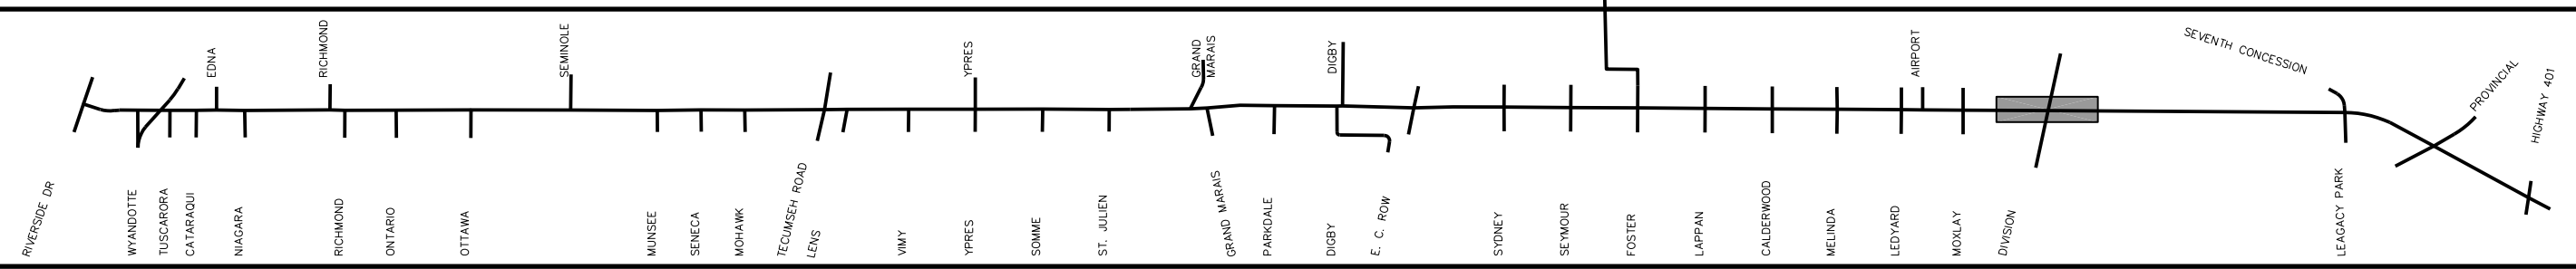 EDNA
RICHMOND
SEMINOLE
YPRES
GRAND
MARAIS
DIGBY
AIRPORT
SEVENTH CONCESSION
PROVINCIAL
HIGHWAY 401
RIVERSIDE DR
WYANDOTTE
TUSCARORA
CATARAQUI
NIAGARA
RICHMOND
ONTARIO
OTTAWA
MUNSEE
SENECA
MOHAWK
TECUMSEH ROAD
LENS
VIMY
YPRES
SOMME
ST. JULIEN
GRAND MARAIS
PARKDALE
DIGBY
E. C. ROW
SYDNEY
SEYMOUR
FOSTER
LAPPAN
CALDERWOOD
MELINDA
LEDYARD
MOXLAY
DIVISION
LEAGACY PARK